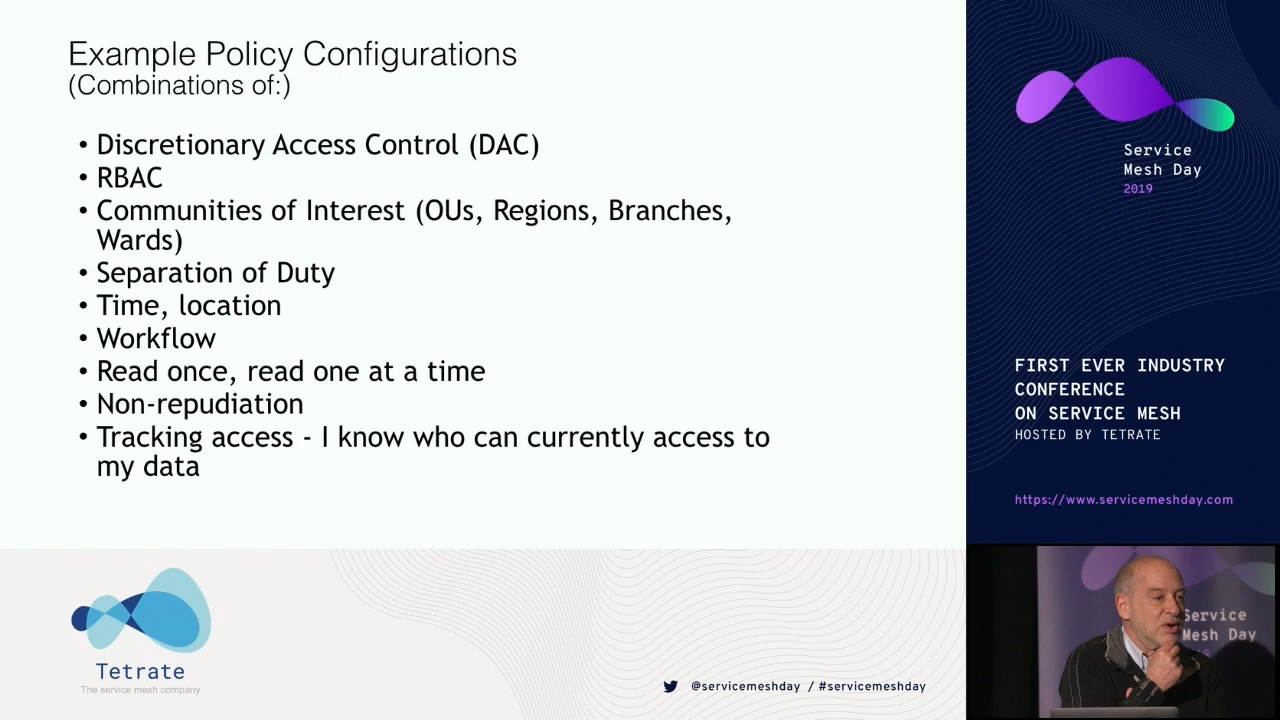 Example Policy Configurations
(Combinations of:)
• Discretionary Access Control (DAC)
• RBAC
• Communities of Interest (OUs, Regions, Branches,
Wards)
• Separation of Duty
• Time, location
• Workflow
• Read once, read one at a time
• Non-repudiation
• Tracking access - I know who can currently access to
my data
Tetrate
The service mesh company
@servicemeshday / #servicemeshday
Service
Mesh Day
2019
FIRST EVER INDUSTRY
CONFERENCE
ON SERVICE MESH
HOSTED BY TETRATE
https://www.servicemeshday.com
Service
Mesh Day